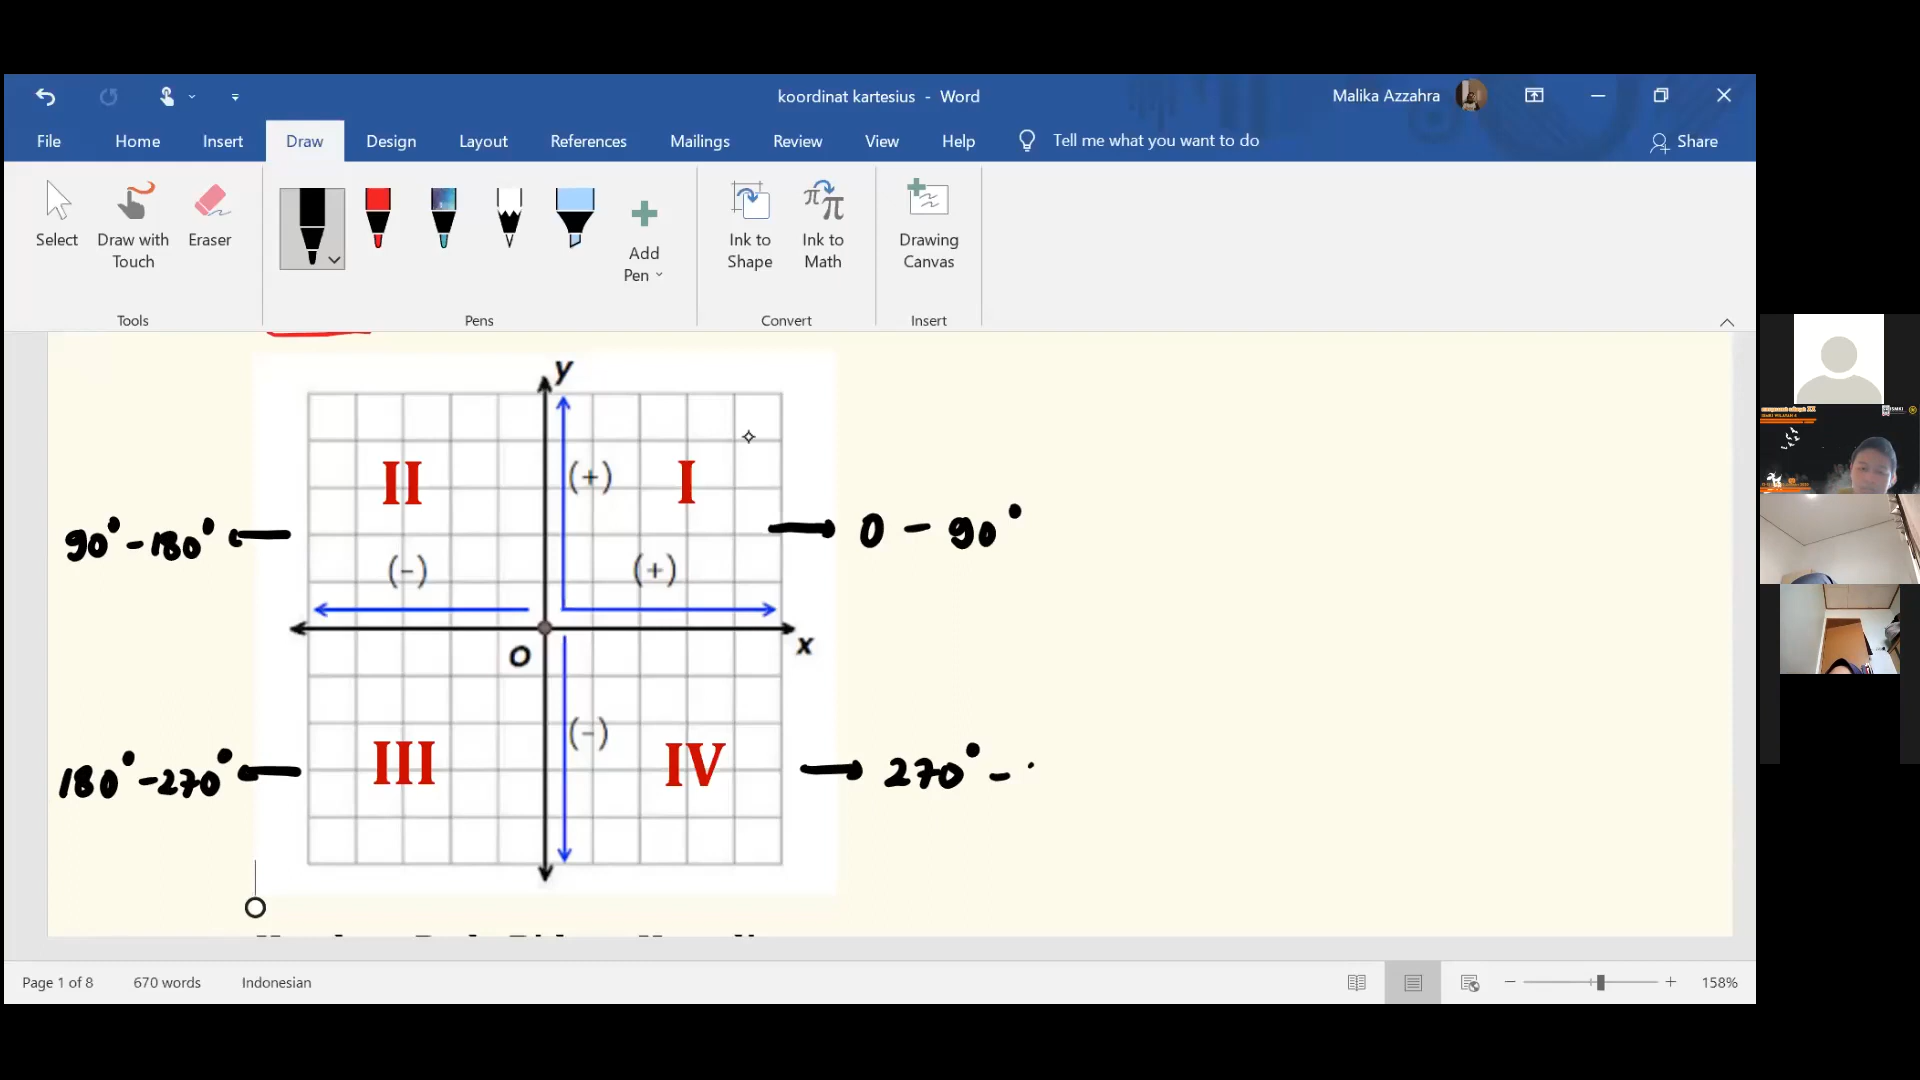 koordinat kartesius - Word
Malika Azzahra
File Home Insert Draw Design Layout References Mailings Review View Help Tell me what you want to do Share
Select
Draw with Touch
Eraser
Add Pen
Ink to Shape
Ink to Math
Drawing Canvas
Tools Pens Convert Insert
y
II (+) I
90° - 180°
0 - 90°
(-) (+)
O x
(-)
III IV
180° - 270°
270° -
Page 1 of 8 670 words Indonesian 158%